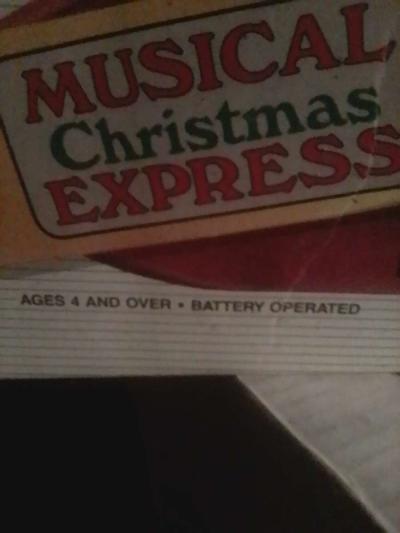 MUSICAL
Christmas
EXPRESS
AGES 4 AND OVER • BATTERY OPERATED